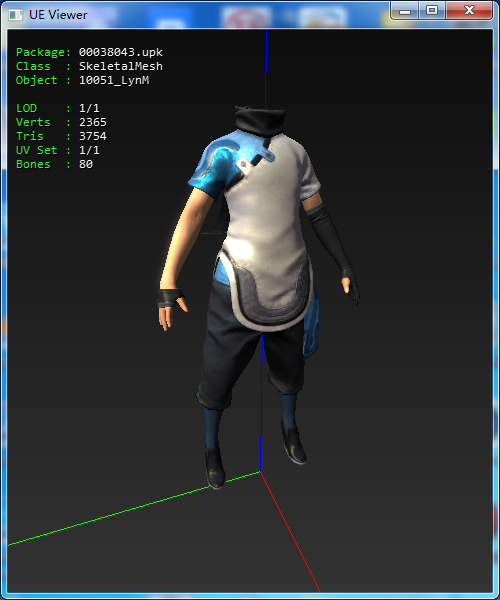 UE Viewer
Package: 00038043.upk
Class  : SkeletalMesh
Object : 10051_LynM
LOD    : 1/1
Verts  : 2365
Tris   : 3754
UV Set : 1/1
Bones  : 80